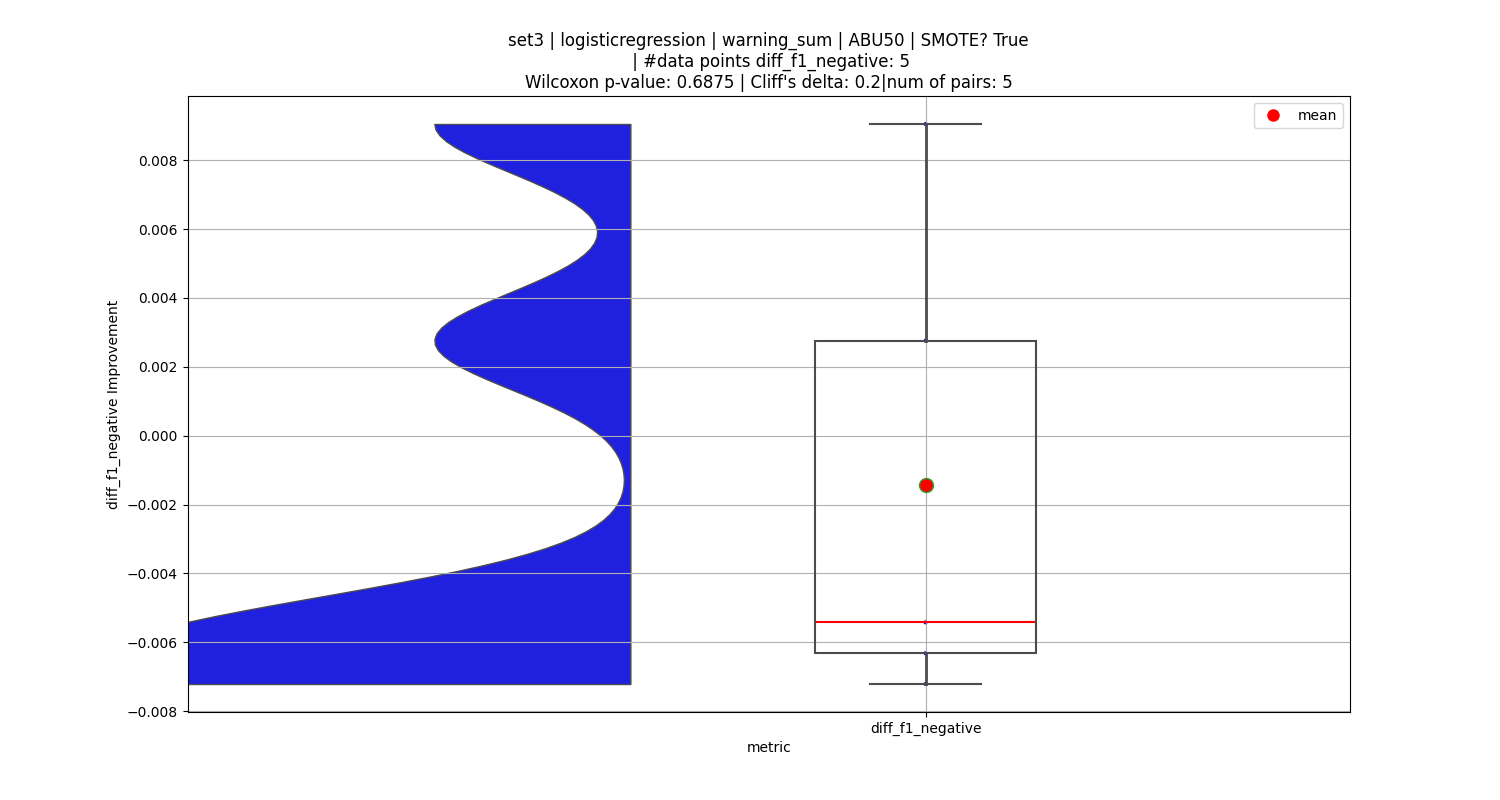 set3 | logisticregression | warning_sum | ABU50 | SMOTE? True
| #data points diff_f1_negative: 5
Wilcoxon p-value: 0.6875 | Cliff's delta: 0.2|num of pairs: 5
mean
0.008
0.006
0.004
0.002
0.000
−0.002
−0.004
−0.006
−0.008
diff_f1_negative Improvement
diff_f1_negative
metric